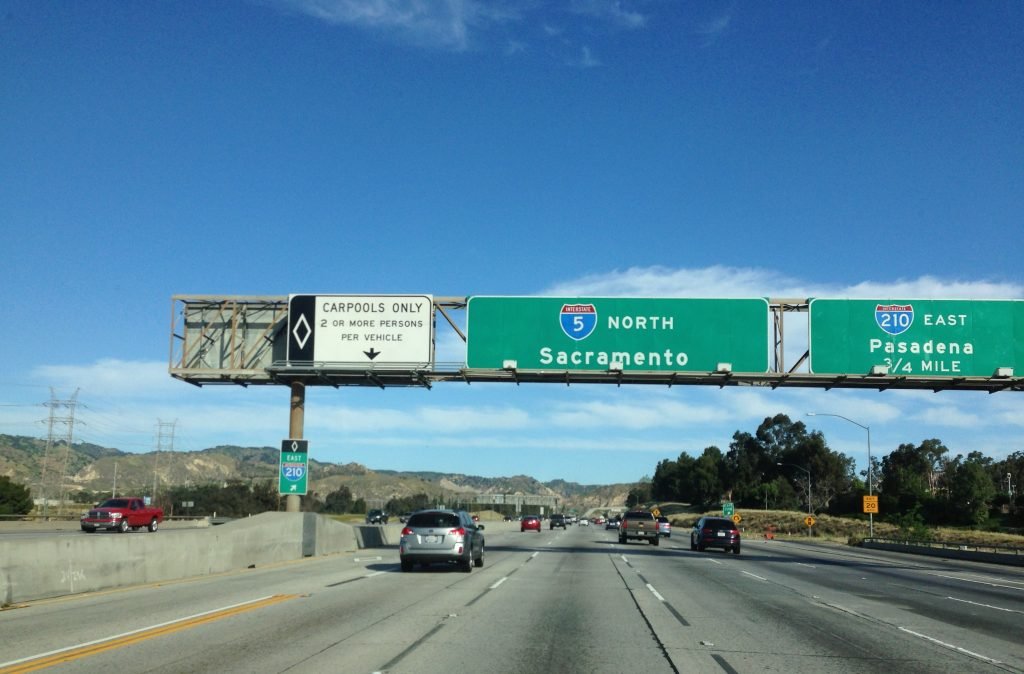 CARPOOLS ONLY
2 OR MORE PERSONS
PER VEHICLE
INTERSTATE
5 NORTH
Sacramento
210 EAST
Pasadena
3/4 MILE
EAST
210
20